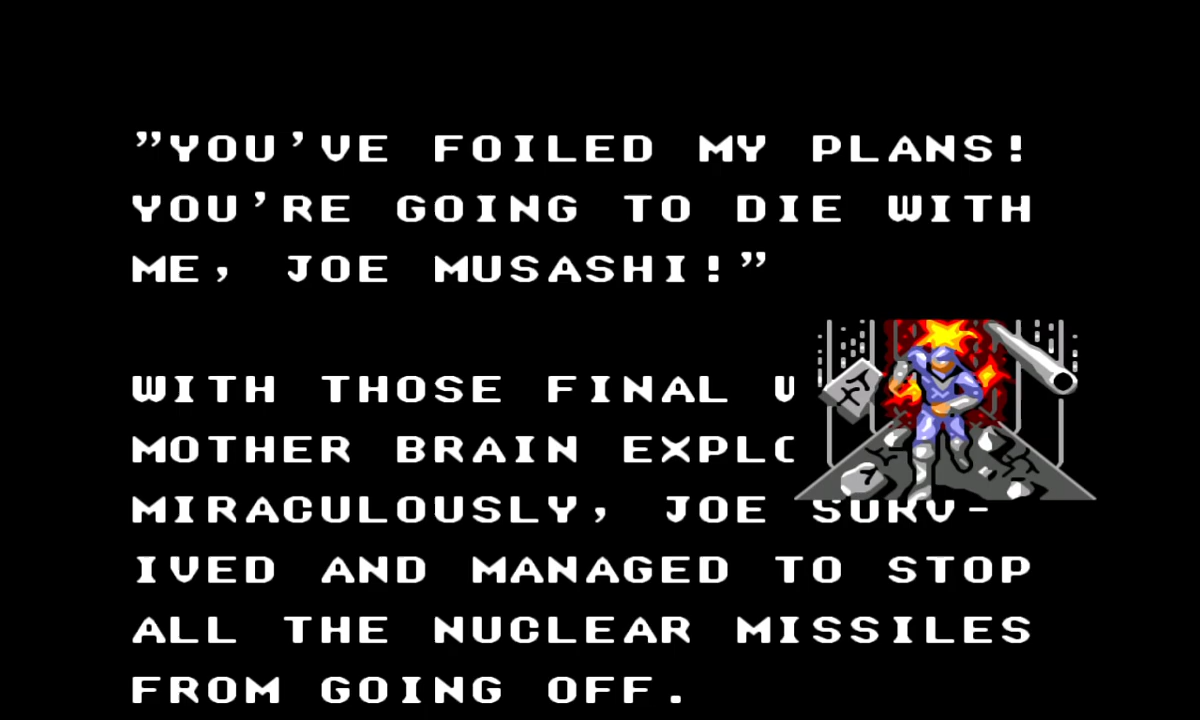 ”YOU’VE FOILED MY PLANS!
YOU’RE GOING TO DIE WITH
ME, JOE MUSASHI!”
WITH THOSE FINAL
MOTHER BRAIN
MIRACULOUSLY, JOE SURV-
IVED AND MANAGED TO STOP
ALL THE NUCLEAR MISSILES
FROM GOING OFF.